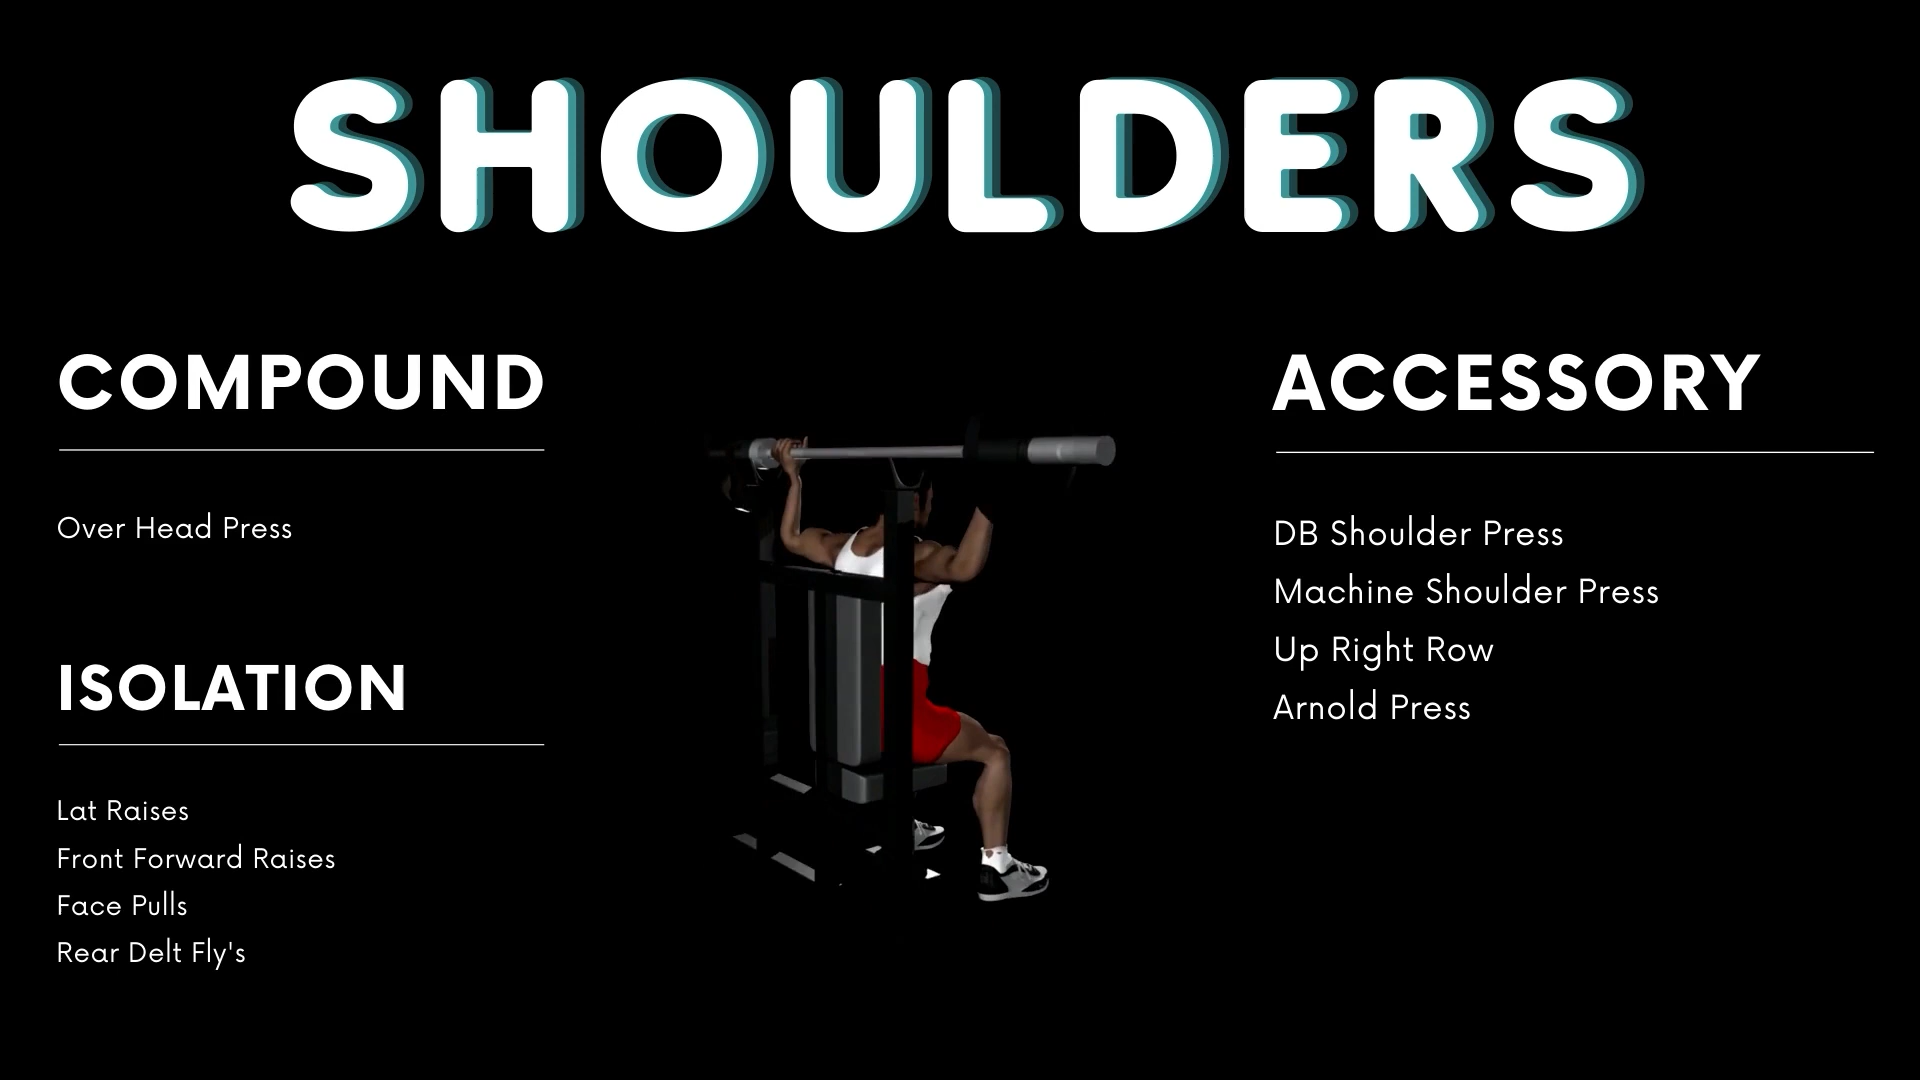 SHOULDERS
COMPOUND
Over Head Press
ISOLATION
Lat Raises
Front Forward Raises
Face Pulls
Rear Delt Fly's
ACCESSORY
DB Shoulder Press
Machine Shoulder Press
Up Right Row
Arnold Press